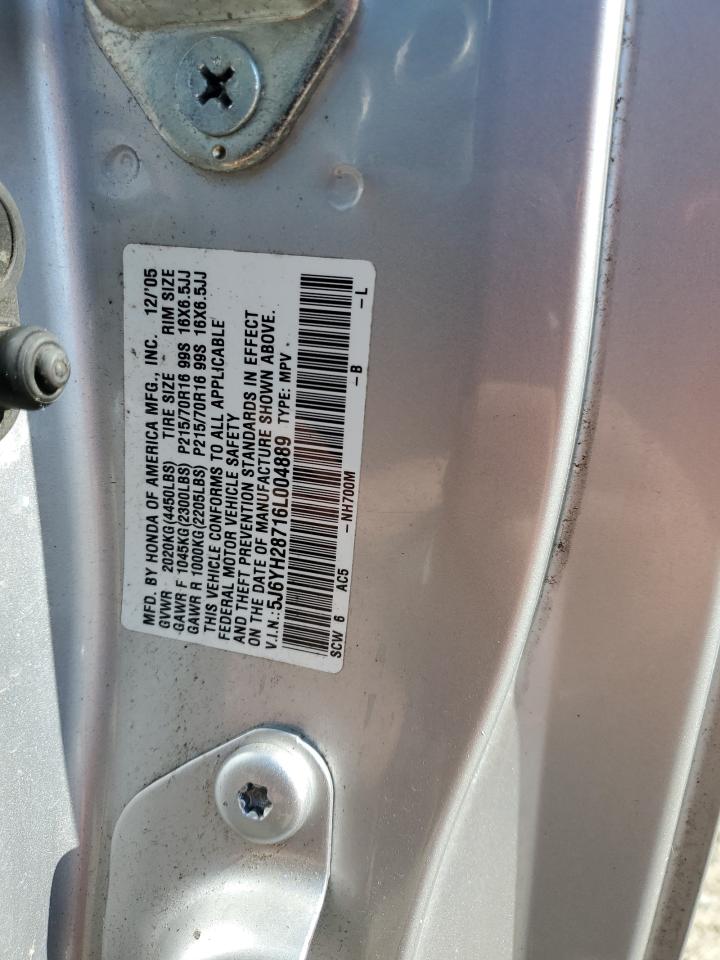 MFD. BY HONDA OF AMERICA MFG., INC. 12/'05
GVWR 2020KG(4450LBS) TIRE SIZE RIM SIZE
GAWR F 1045KG(2300LBS) P215/70R16 99S 16X6.5JJ
GAWR R 1000KG(2205LBS) P215/70R16 99S 16X6.5JJ
THIS VEHICLE CONFORMS TO ALL APPLICABLE
FEDERAL MOTOR VEHICLE SAFETY
AND THEFT PREVENTION STANDARDS IN EFFECT
ON THE DATE OF MANUFACTURE SHOWN ABOVE.
V.I.N.: 5J6YH28716L004889 TYPE: MPV
SCW 6 AC5 -NH700M -B -L